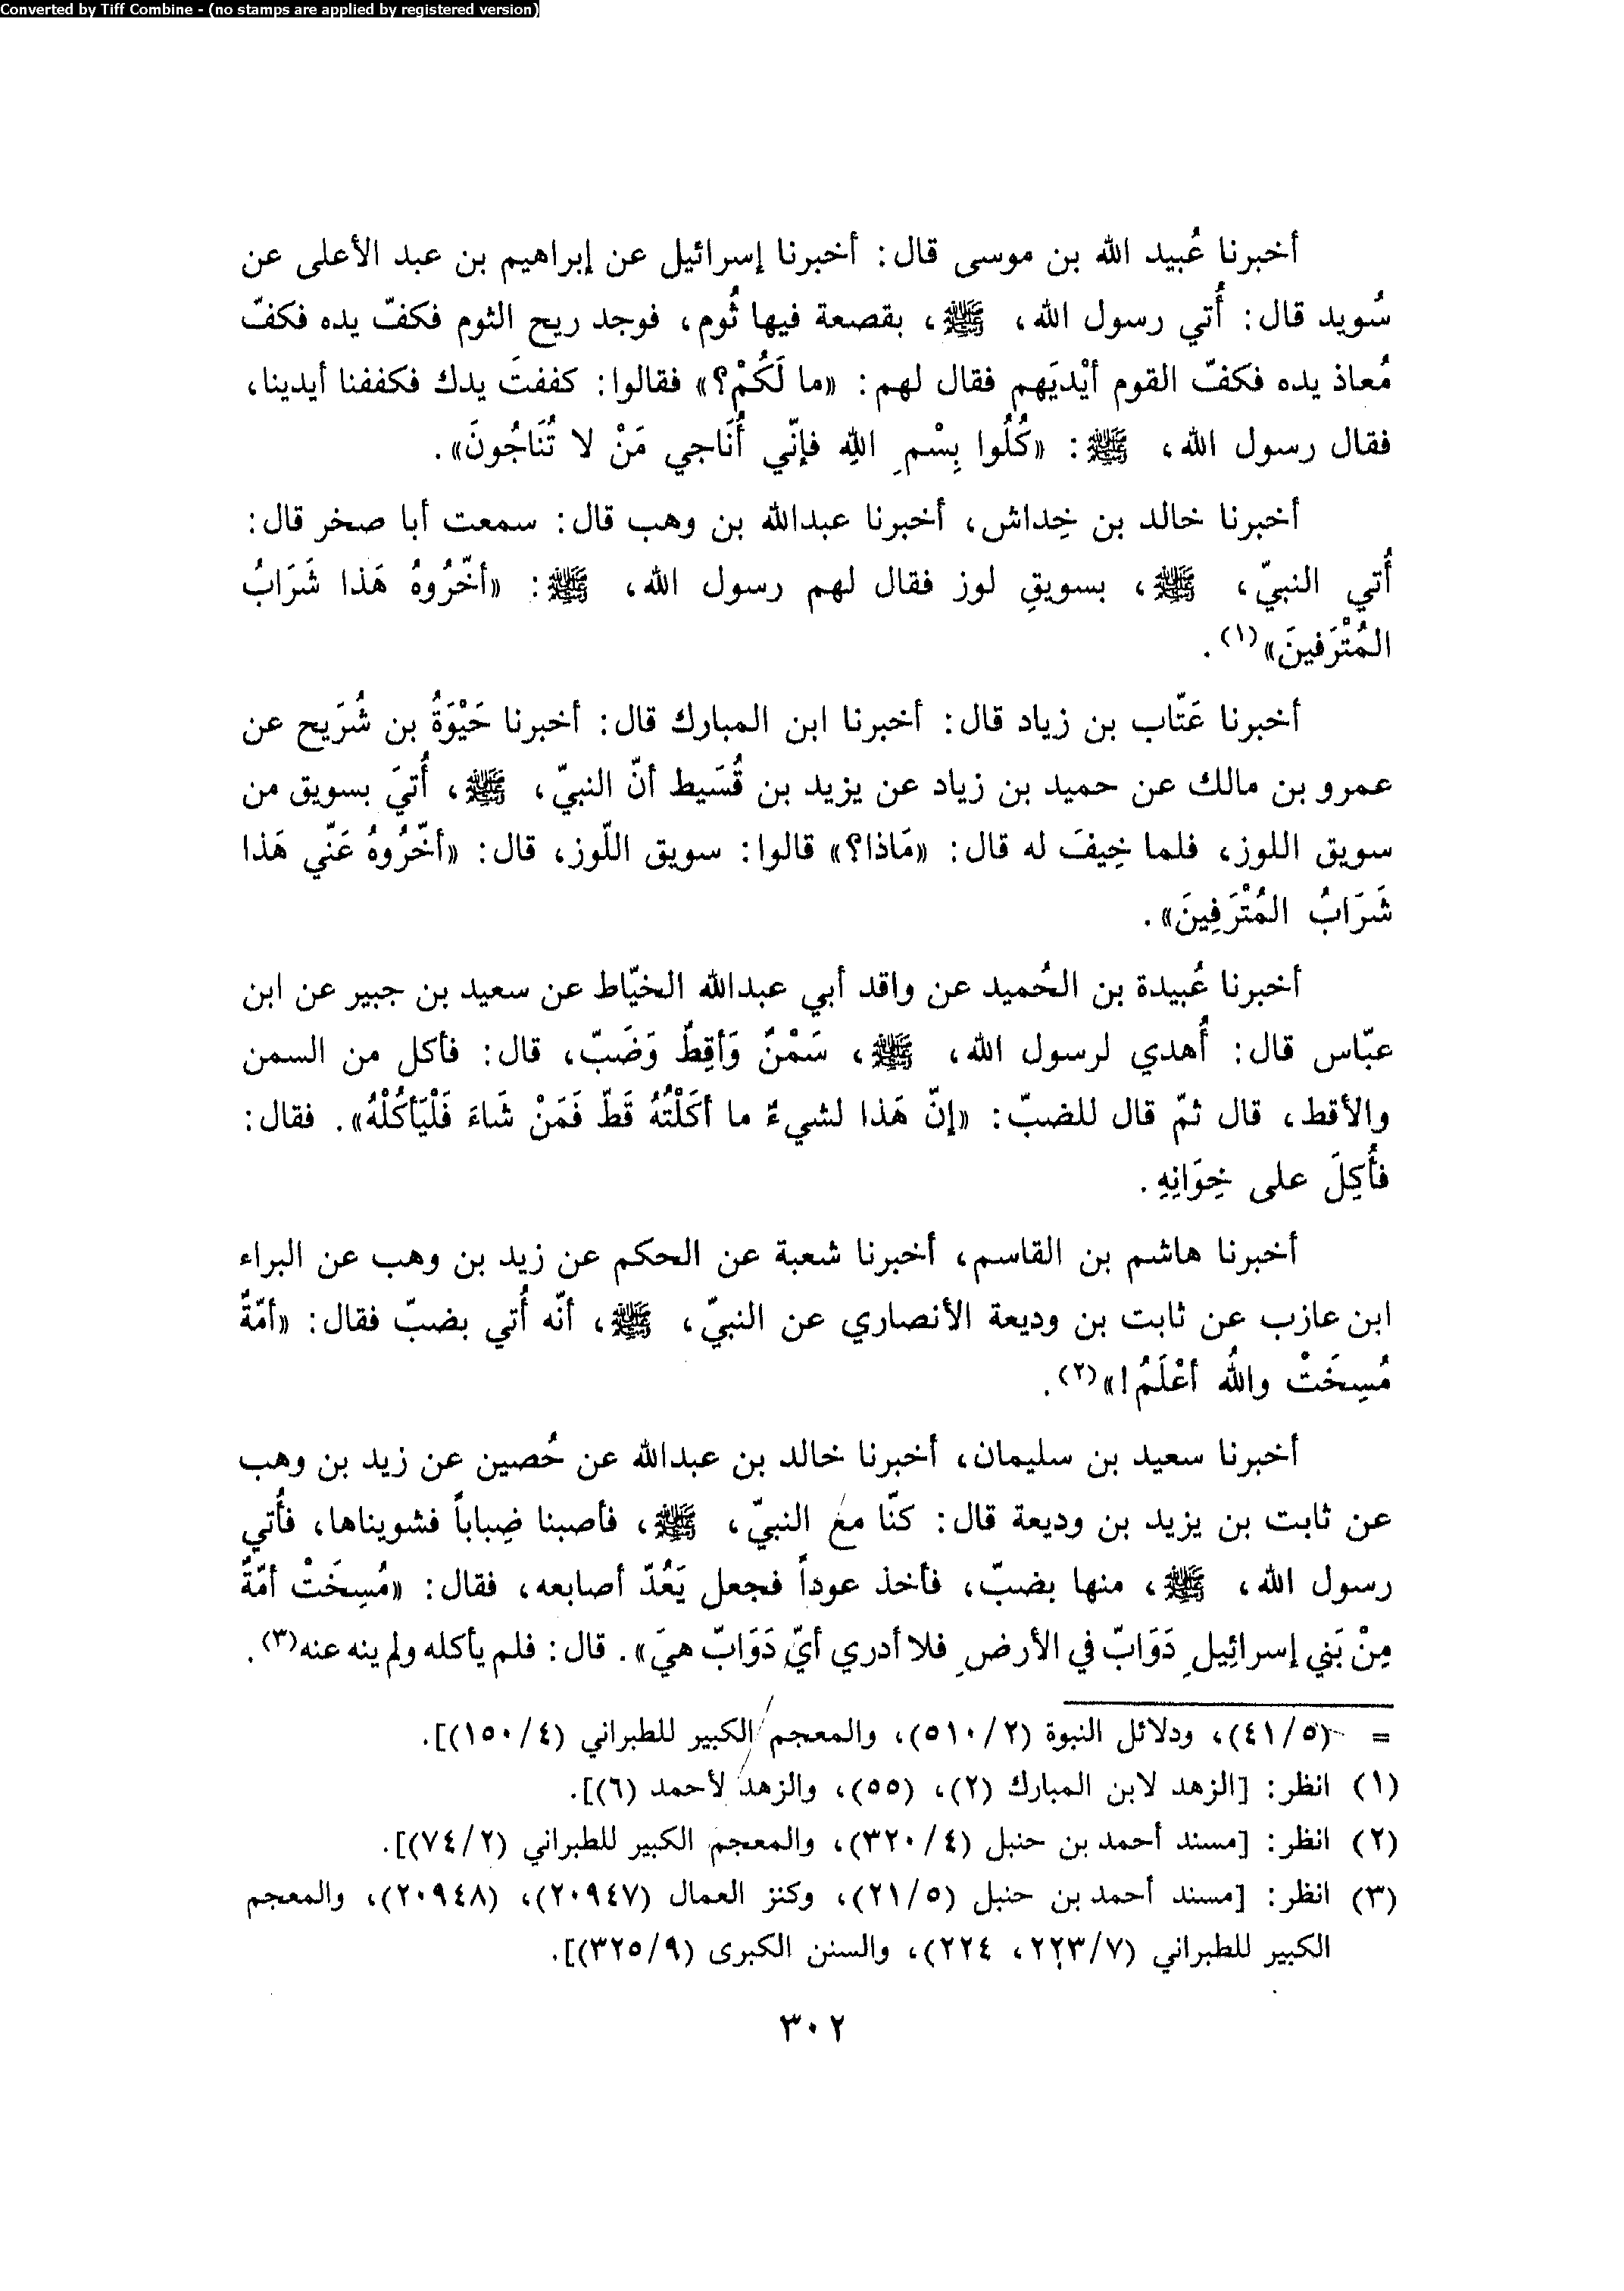 Converted by Tiff Combine - (no stamps are applied by registered version)
أخبرنا عُبيد الله بن موسى قال: أخبرنا إسرائيل عن إبراهيم بن عبد الأعلى عن
سُويد قال: أُتي رسول الله، ﷺ، بقصعة فيها ثُوم، فوجد ريح الثوم فكفّ يده فكفّ
مُعاذ يده فكفّ القوم أيْديَهم فقال لهم: «ما لَكُمْ؟» فقالوا: كففتَ يدك فكففنا أيدينا،
فقال رسول الله، ﷺ: «كُلُوا بِسْمِ اللهِ فإنّي أُنَاجي مَنْ لا تُنَاجُونَ».
أخبرنا خالد بن خِداش، أخبرنا عبدالله بن وهب قال: سمعت أبا صخر قال:
أُتي النبيّ، ﷺ، بسويقِ لوز فقال لهم رسول الله، ﷺ: «أخّرُوهُ هَذا شَرَابُ
المُتْرَفينَ»(١).
أخبرنا عَتّاب بن زياد قال: أخبرنا ابن المبارك قال: أخبرنا حَيْوَةُ بن شُرَيح عن
عمرو بن مالك عن حميد بن زياد عن يزيد بن قُسَيط أنّ النبيّ، ﷺ، أُتيَ بسويق من
سويق اللوز، فلما خِيفَ له قال: «مَاذا؟» قالوا: سويق اللّوز، قال: «أخّرُوهُ عَنّي هَذا
شَرَابُ المُتْرَفِينَ».
أخبرنا عُبيدة بن الحُميد عن واقد أبي عبدالله الخيّاط عن سعيد بن جبير عن ابن
عبّاس قال: أُهدي لرسول الله، ﷺ، سَمْنٌ وَأقِطٌ وَضَبّ، قال: فأكل من السمن
والأقط، قال ثمّ قال للضبّ: «إنّ هَذا لشيءٌ ما أكَلْتُهُ قَطّ فَمَنْ شَاءَ فَلْيَأكُلْهُ». فقال:
فأُكِلَ على خِوَانِهِ.
أخبرنا هاشم بن القاسم، أخبرنا شعبة عن الحكم عن زيد بن وهب عن البراء
ابن عازب عن ثابت بن وديعة الأنصاري عن النبيّ، ﷺ، أنّه أُتي بضبّ فقال: «أمّةٌ
مُسِخَتْ واللهُ أعْلَمُ!»(٢).
أخبرنا سعيد بن سليمان، أخبرنا خالد بن عبدالله عن حُصين عن زيد بن وهب
عن ثابت بن يزيد بن وديعة قال: كنّا مع النبيّ، ﷺ، فأصبنا ضِباباً فشويناها، فأُتي
رسول الله، ﷺ، منها بضبّ، فأخذ عوداً فجعل يَعُدّ أصابعه، فقال: «مُسِخَتْ أمّةٌ
مِنْ بَني إسرائِيلِ دَوَابّ في الأرضِ فلا أدري أيّ دَوَابّ هيَ». قال: فلم يأكله ولم ينه عنه(٣).
= (٤١/٥)، ودلائل النبوة (٥١٠/٢)، والمعجم الكبير للطبراني (١٥٠/٤)].
(١) انظر: [الزهد لابن المبارك (٢)، (٥٥)، والزهد لأحمد (٦)].
(٢) انظر: [مسند أحمد بن حنبل (٣٢٠/٤)، والمعجم الكبير للطبراني (٧٤/٢)].
(٣) انظر: [مسند أحمد بن حنبل (٢١/٥)، وكنز العمال (٢٠٩٤٧)، (٢٠٩٤٨)، والمعجم
الكبير للطبراني (٢٢٣/٧، ٢٢٤)، والسنن الكبرى (٣٢٥/٩)].
٣٠٢